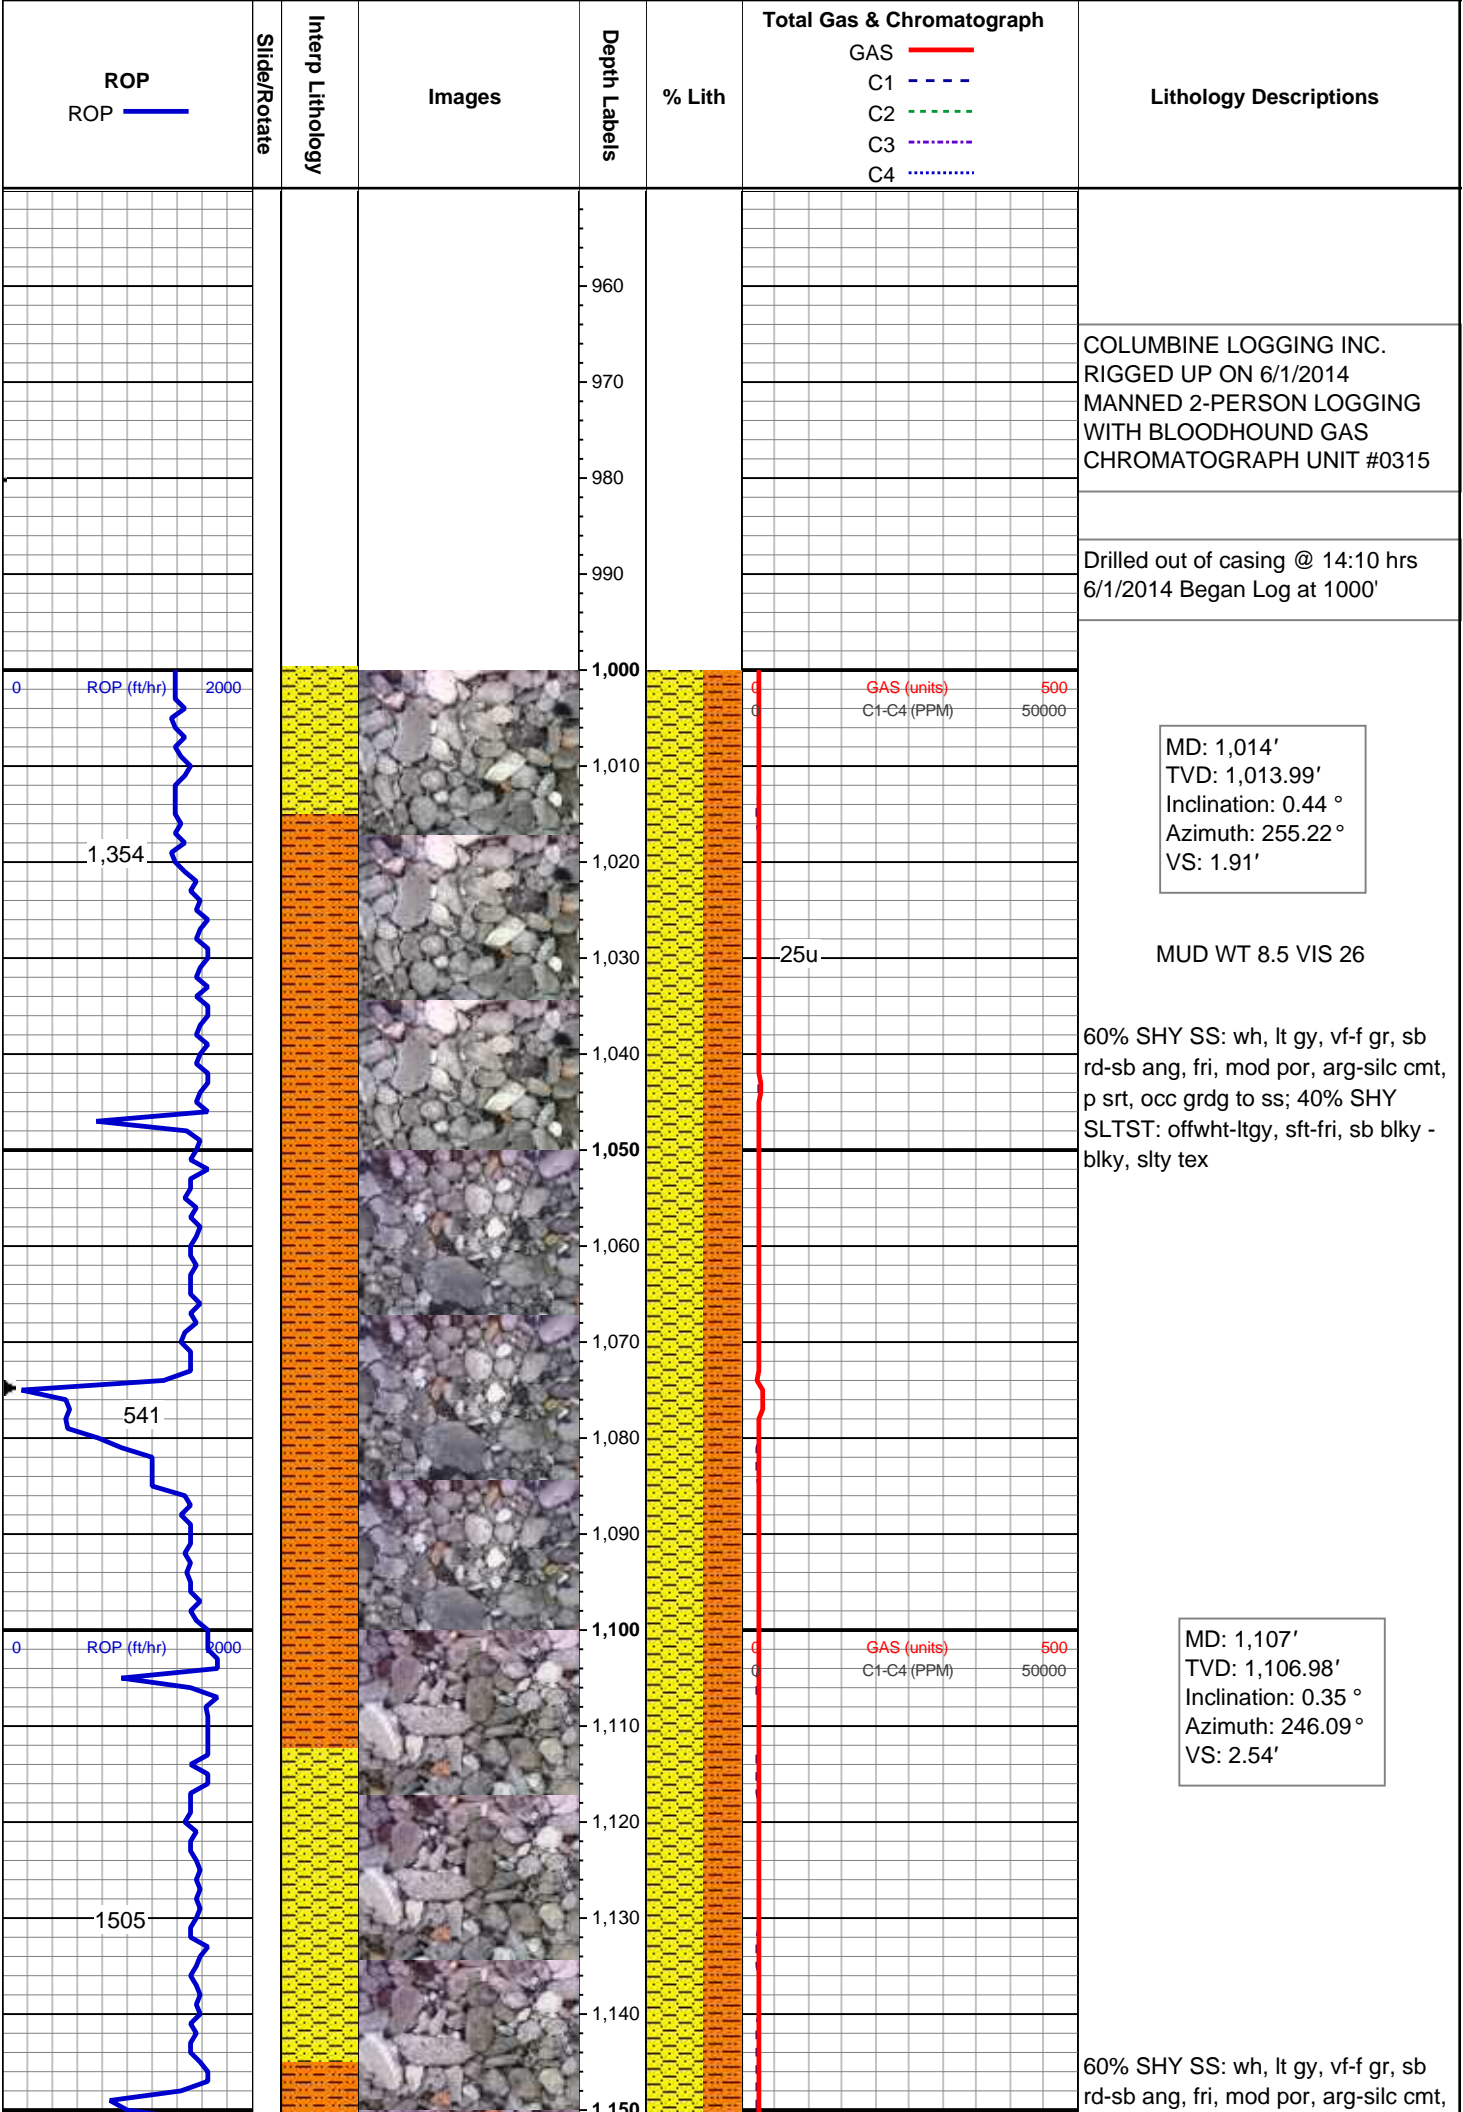 ROP
ROP
Slide/Rotate
Interp Lithology
Images
Depth Labels
% Lith
Total Gas & Chromatograph
GAS
C1
C2
C3
C4
Lithology Descriptions
960
970
980
990
1,000
1,010
1,020
1,030
1,040
1,050
1,060
1,070
1,080
1,090
1,100
1,110
1,120
1,130
1,140
1,150
0 ROP (ft/hr) 2000
1,354
541
0 ROP (ft/hr) 2000
1505
0 GAS (units) 500
0 C1-C4 (PPM) 50000
25u
0 GAS (units) 500
0 C1-C4 (PPM) 50000
COLUMBINE LOGGING INC.
RIGGED UP ON 6/1/2014
MANNED 2-PERSON LOGGING
WITH BLOODHOUND GAS
CHROMATOGRAPH UNIT #0315
Drilled out of casing @ 14:10 hrs
6/1/2014 Began Log at 1000'
MD: 1,014′
TVD: 1,013.99′
Inclination: 0.44 °
Azimuth: 255.22°
VS: 1.91′
MUD WT 8.5 VIS 26
60% SHY SS: wh, lt gy, vf-f gr, sb
rd-sb ang, fri, mod por, arg-silc cmt,
p srt, occ grdg to ss; 40% SHY
SLTST: offwht-ltgy, sft-fri, sb blky -
blky, slty tex
MD: 1,107′
TVD: 1,106.98′
Inclination: 0.35 °
Azimuth: 246.09°
VS: 2.54′
60% SHY SS: wh, lt gy, vf-f gr, sb
rd-sb ang, fri, mod por, arg-silc cmt,